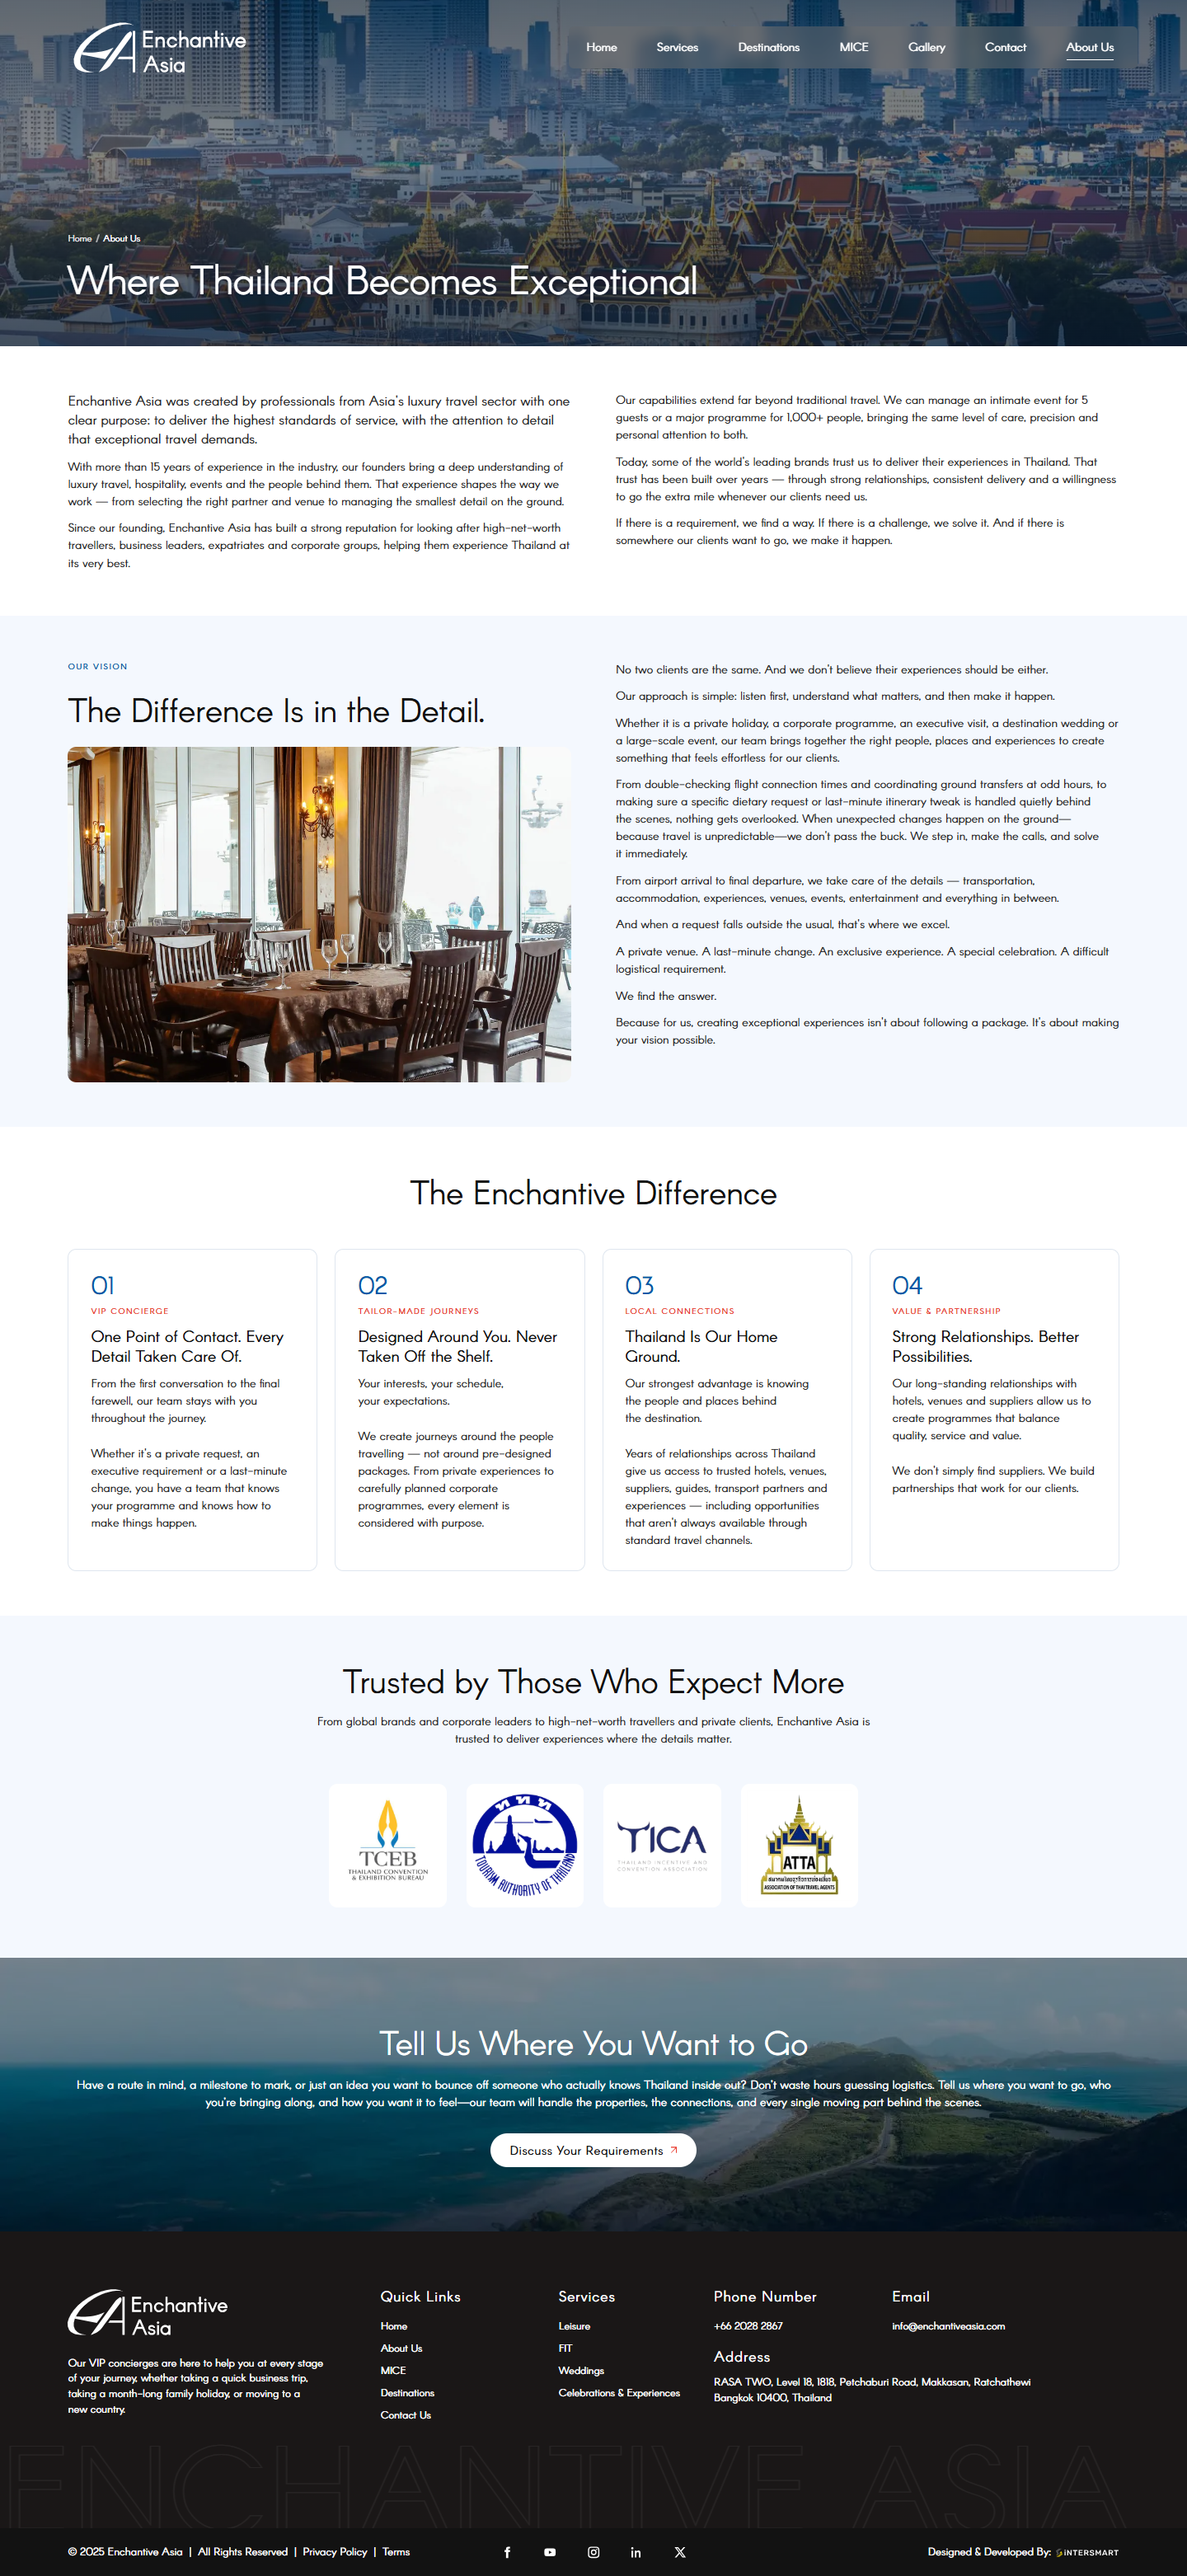 Enchantive
Asia
Home
Services
Destinations
MICE
Gallery
Contact
About Us
Home / About Us
Where Thailand Becomes Exceptional
Enchantive Asia was created by professionals from Asia's luxury travel sector with one
clear purpose: to deliver the highest standards of service, with the attention to detail
that exceptional travel demands.
With more than 15 years of experience in the industry, our founders bring a deep understanding of
luxury travel, hospitality, events and the people behind them. That experience shapes the way we
work — from selecting the right partner and venue to managing the smallest detail on the ground.
Since our founding, Enchantive Asia has built a strong reputation for looking after high-net-worth
travellers, business leaders, expatriates and corporate groups, helping them experience Thailand at
its very best.
Our capabilities extend far beyond traditional travel. We can manage an intimate event for 5
guests or a major programme for 1,000+ people, bringing the same level of care, precision and
personal attention to both.
Today, some of the world's leading brands trust us to deliver their experiences in Thailand. That
trust has been built over years — through strong relationships, consistent delivery and a willingness
to go the extra mile whenever our clients need us.
If there is a requirement, we find a way. If there is a challenge, we solve it. And if there is
somewhere our clients want to go, we make it happen.
OUR VISION
The Difference Is in the Detail.
No two clients are the same. And we don't believe their experiences should be either.
Our approach is simple: listen first, understand what matters, and then make it happen.
Whether it is a private holiday, a corporate programme, an executive visit, a destination wedding or
a large-scale event, our team brings together the right people, places and experiences to create
something that feels effortless for our clients.
From double-checking flight connection times and coordinating ground transfers at odd hours, to
making sure a specific dietary request or last-minute itinerary tweak is handled quietly behind
the scenes, nothing gets overlooked. When unexpected changes happen on the ground—
because travel is unpredictable—we don't pass the buck. We step in, make the calls, and solve
it immediately.
From airport arrival to final departure, we take care of the details — transportation,
accommodation, experiences, venues, events, entertainment and everything in between.
And when a request falls outside the usual, that's where we excel.
A private venue. A last-minute change. An exclusive experience. A special celebration. A difficult
logistical requirement.
We find the answer.
Because for us, creating exceptional experiences isn't about following a package. It's about making
your vision possible.
The Enchantive Difference
01
VIP CONCIERGE
One Point of Contact. Every
Detail Taken Care Of.
From the first conversation to the final
farewell, our team stays with you
throughout the journey.
Whether it's a private request, an
executive requirement or a last-minute
change, you have a team that knows
your programme and knows how to
make things happen.
02
TAILOR-MADE JOURNEYS
Designed Around You. Never
Taken Off the Shelf.
Your interests, your schedule,
your expectations.
We create journeys around the people
travelling — not around pre-designed
packages. From private experiences to
carefully planned corporate
programmes, every element is
considered with purpose.
03
LOCAL CONNECTIONS
Thailand Is Our Home
Ground.
Our strongest advantage is knowing
the people and places behind
the destination.
Years of relationships across Thailand
give us access to trusted hotels, venues,
suppliers, guides, transport partners and
experiences — including opportunities
that aren't always available through
standard travel channels.
04
VALUE & PARTNERSHIP
Strong Relationships. Better
Possibilities.
Our long-standing relationships with
hotels, venues and suppliers allow us to
create programmes that balance
quality, service and value.
We don't simply find suppliers. We build
partnerships that work for our clients.
Trusted by Those Who Expect More
From global brands and corporate leaders to high-net-worth travellers and private clients, Enchantive Asia is
trusted to deliver experiences where the details matter.
TCEB
THAILAND CONVENTION
& EXHIBITION BUREAU
ททท
TOURISM AUTHORITY OF THAILAND
TICA
THAILAND INCENTIVE AND
CONVENTION ASSOCIATION
ATTA
ASSOCIATION OF THAI TRAVEL AGENTS
Tell Us Where You Want to Go
Have a route in mind, a milestone to mark, or just an idea you want to bounce off someone who actually knows Thailand inside out? Don't waste hours guessing logistics. Tell us where you want to go, who
you're bringing along, and how you want it to feel—our team will handle the properties, the connections, and every single moving part behind the scenes.
Discuss Your Requirements
Enchantive
Asia
Our VIP concierges are here to help you at every stage
of your journey, whether taking a quick business trip,
taking a month-long family holiday, or moving to a
new country.
Quick Links
Home
About Us
MICE
Destinations
Contact Us
Services
Leisure
FIT
Weddings
Celebrations & Experiences
Phone Number
+66 2028 2867
Address
RASA TWO, Level 18, 1818, Petchaburi Road, Makkasan, Ratchathewi
Bangkok 10400, Thailand
Email
info@enchantiveasia.com
ENCHANTIVE ASIA
© 2025 Enchantive Asia | All Rights Reserved | Privacy Policy | Terms
Designed & Developed By: INTERSMART